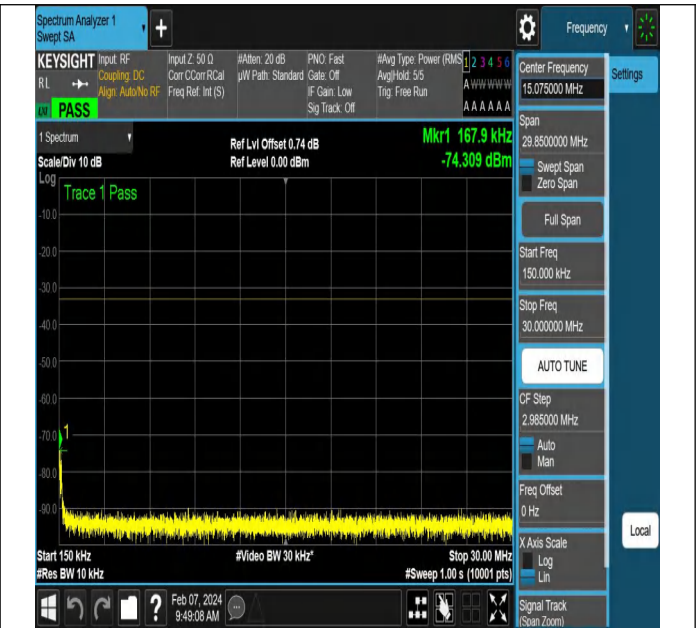 Spectrum Analyzer 1
Swept SA
+
Frequency
KEYSIGHT
RL
PASS
Input: RF
Coupling: DC
Align: Auto/No RF
Input Z: 50 Ω
Corr CCorr RCal
Freq Ref: Int (S)
#Atten: 20 dB
µW Path: Standard
PNO: Fast
Gate: Off
IF Gain: Low
Sig Track: Off
#Avg Type: Power (RMS
Avg|Hold: 5/5
Trig: Free Run
1 2 3 4 5 6
A W W W W W
A A A A A A
1 Spectrum
Scale/Div 10 dB
Ref Lvl Offset 0.74 dB
Ref Level 0.00 dBm
Mkr1 167.9 kHz
-74.309 dBm
Log
Trace 1 Pass
-10.0
-20.0
-30.0
-40.0
-50.0
-60.0
-70.0
-80.0
-90.0
1
Start 150 kHz
#Video BW 30 kHz*
Stop 30.00 MHz
#Res BW 10 kHz
#Sweep 1.00 s (10001 pts)
?
Feb 07, 2024
9:49:08 AM
Settings
Center Frequency
15.075000 MHz
Span
29.8500000 MHz
Swept Span
Zero Span
Full Span
Start Freq
150.000 kHz
Stop Freq
30.000000 MHz
AUTO TUNE
CF Step
2.985000 MHz
Auto
Man
Freq Offset
0 Hz
X Axis Scale
Log
Lin
Signal Track
(Span Zoom)
Local